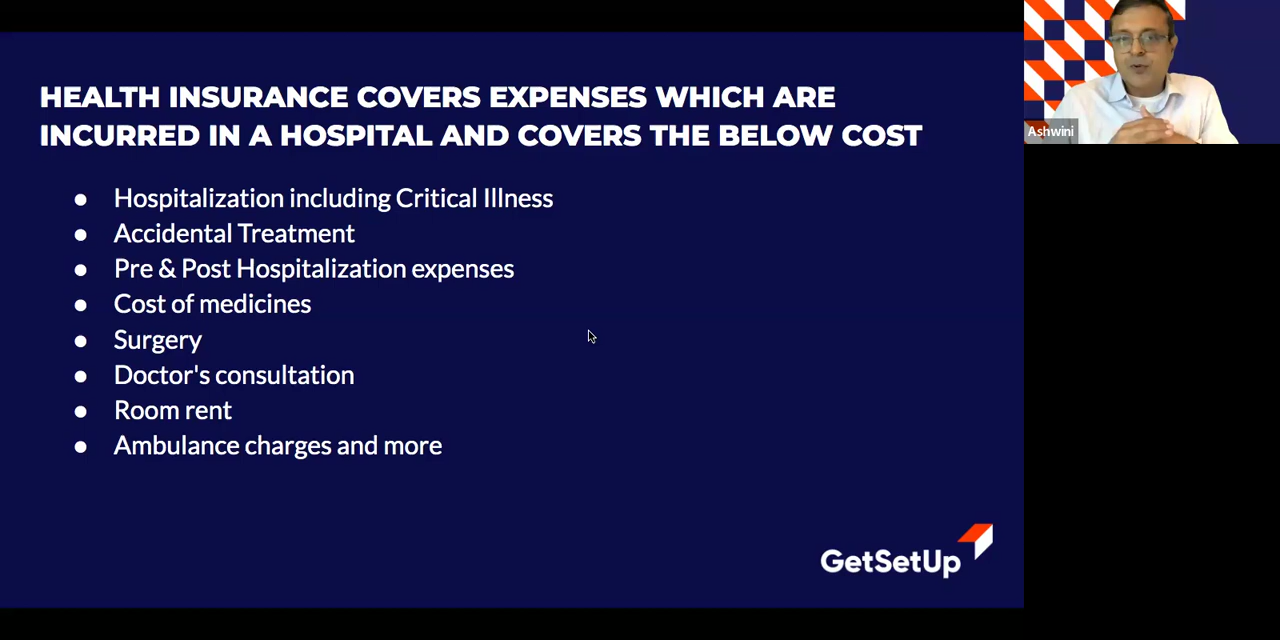 HEALTH INSURANCE COVERS EXPENSES WHICH ARE
INCURRED IN A HOSPITAL AND COVERS THE BELOW COST
● Hospitalization including Critical Illness
● Accidental Treatment
● Pre & Post Hospitalization expenses
● Cost of medicines
● Surgery
● Doctor's consultation
● Room rent
● Ambulance charges and more
GetSetUp
Ashwini